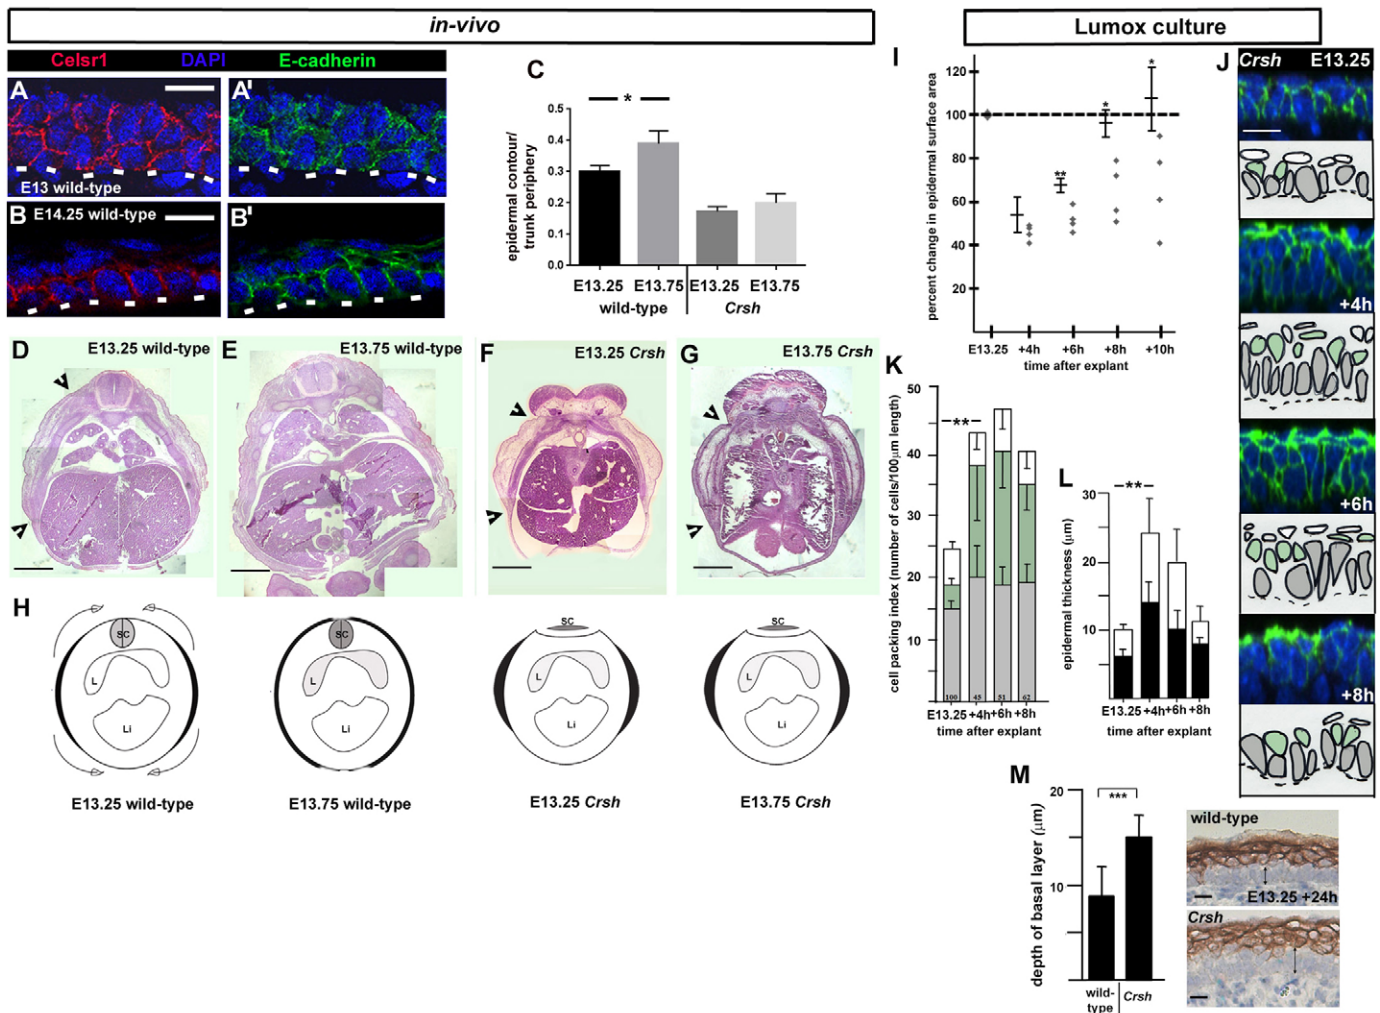 in-vivo
Lumox culture
Celsr1 DAPI E-cadherin
A
A'
E13 wild-type
B E14.25 wild-type
B'
C
*
epidermal contour/
trunk periphery
0.5
0.4
0.3
0.2
0.1
0.0
E13.25 E13.75 E13.25 E13.75
wild-type Crsh
D E13.25 wild-type
E E13.75 wild-type
F E13.25 Crsh
G E13.75 Crsh
H
SC
L
Li
E13.25 wild-type
SC
L
Li
E13.75 wild-type
SC
L
Li
E13.25 Crsh
SC
L
Li
E13.75 Crsh
I
percent change in epidermal surface area
120
100
80
60
40
20
**
*
*
E13.25 +4h +6h +8h +10h
time after explant
J
Crsh E13.25
+4h
+6h
+8h
K
cell packing index (number of cells/100μm length)
50
40
30
20
10
**
100 45 51 62
E13.25 +4h +6h +8h
time after explant
L
epidermal thickness (μm)
30
20
10
**
E13.25 +4h +6h +8h
time after explant
M
depth of basal layer (μm)
20
10
***
wild-
type Crsh
wild-type
E13.25 +24h
Crsh